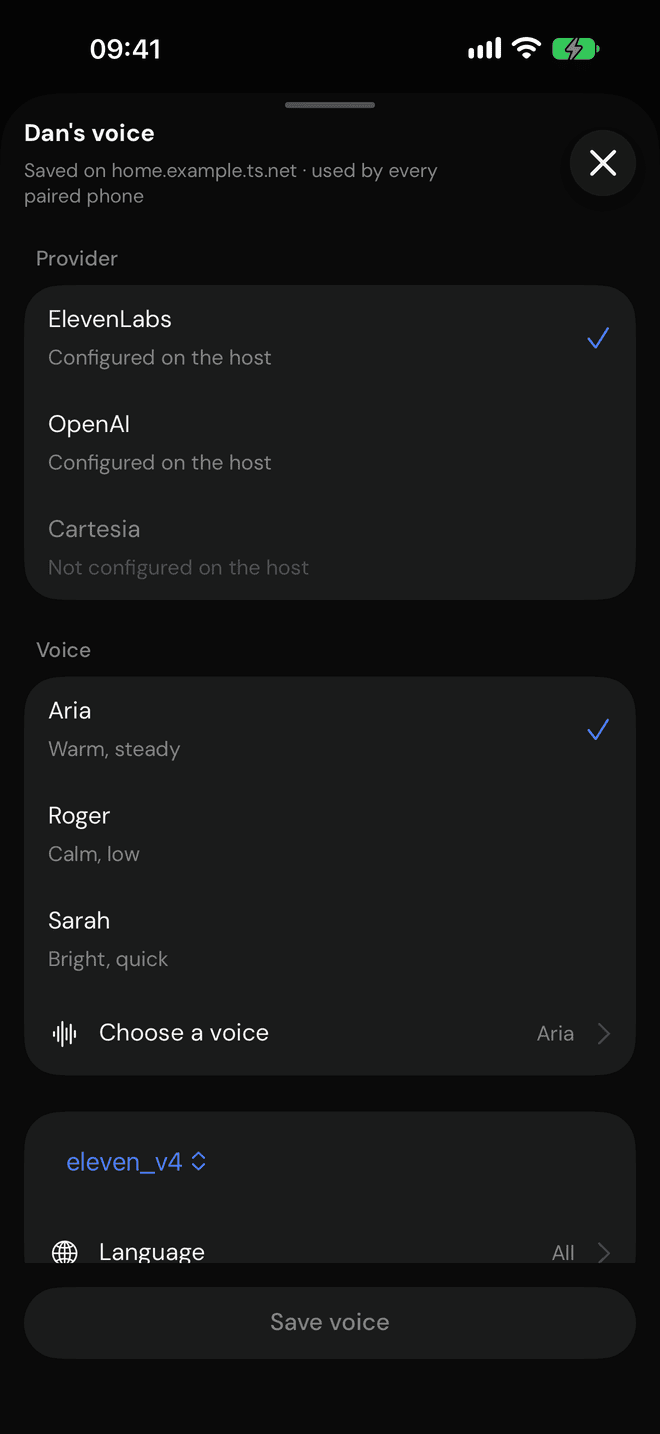 09:41
Dan's voice
Saved on home.example.ts.net · used by every
paired phone
Provider
ElevenLabs
Configured on the host
OpenAI
Configured on the host
Cartesia
Not configured on the host
Voice
Aria
Warm, steady
Roger
Calm, low
Sarah
Bright, quick
Choose a voice Aria
eleven_v4
Language All
Save voice